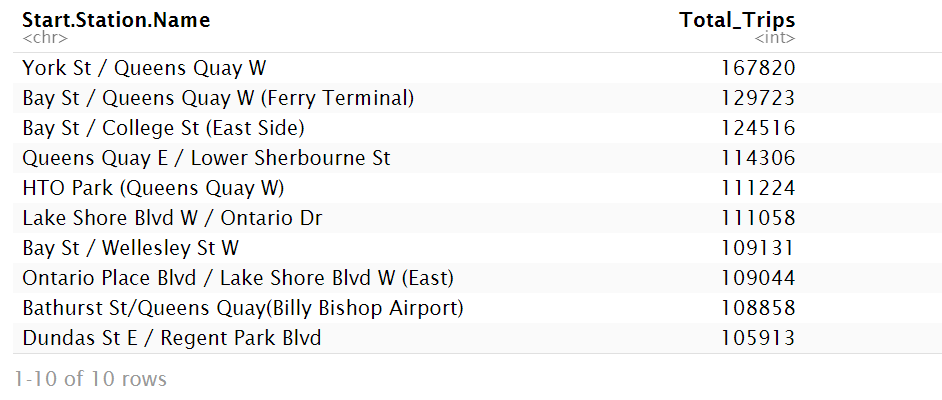 Start.Station.Name Total_Trips
<chr> <int>
York St / Queens Quay W 167820
Bay St / Queens Quay W (Ferry Terminal) 129723
Bay St / College St (East Side) 124516
Queens Quay E / Lower Sherbourne St 114306
HTO Park (Queens Quay W) 111224
Lake Shore Blvd W / Ontario Dr 111058
Bay St / Wellesley St W 109131
Ontario Place Blvd / Lake Shore Blvd W (East) 109044
Bathurst St/Queens Quay(Billy Bishop Airport) 108858
Dundas St E / Regent Park Blvd 105913
1-10 of 10 rows